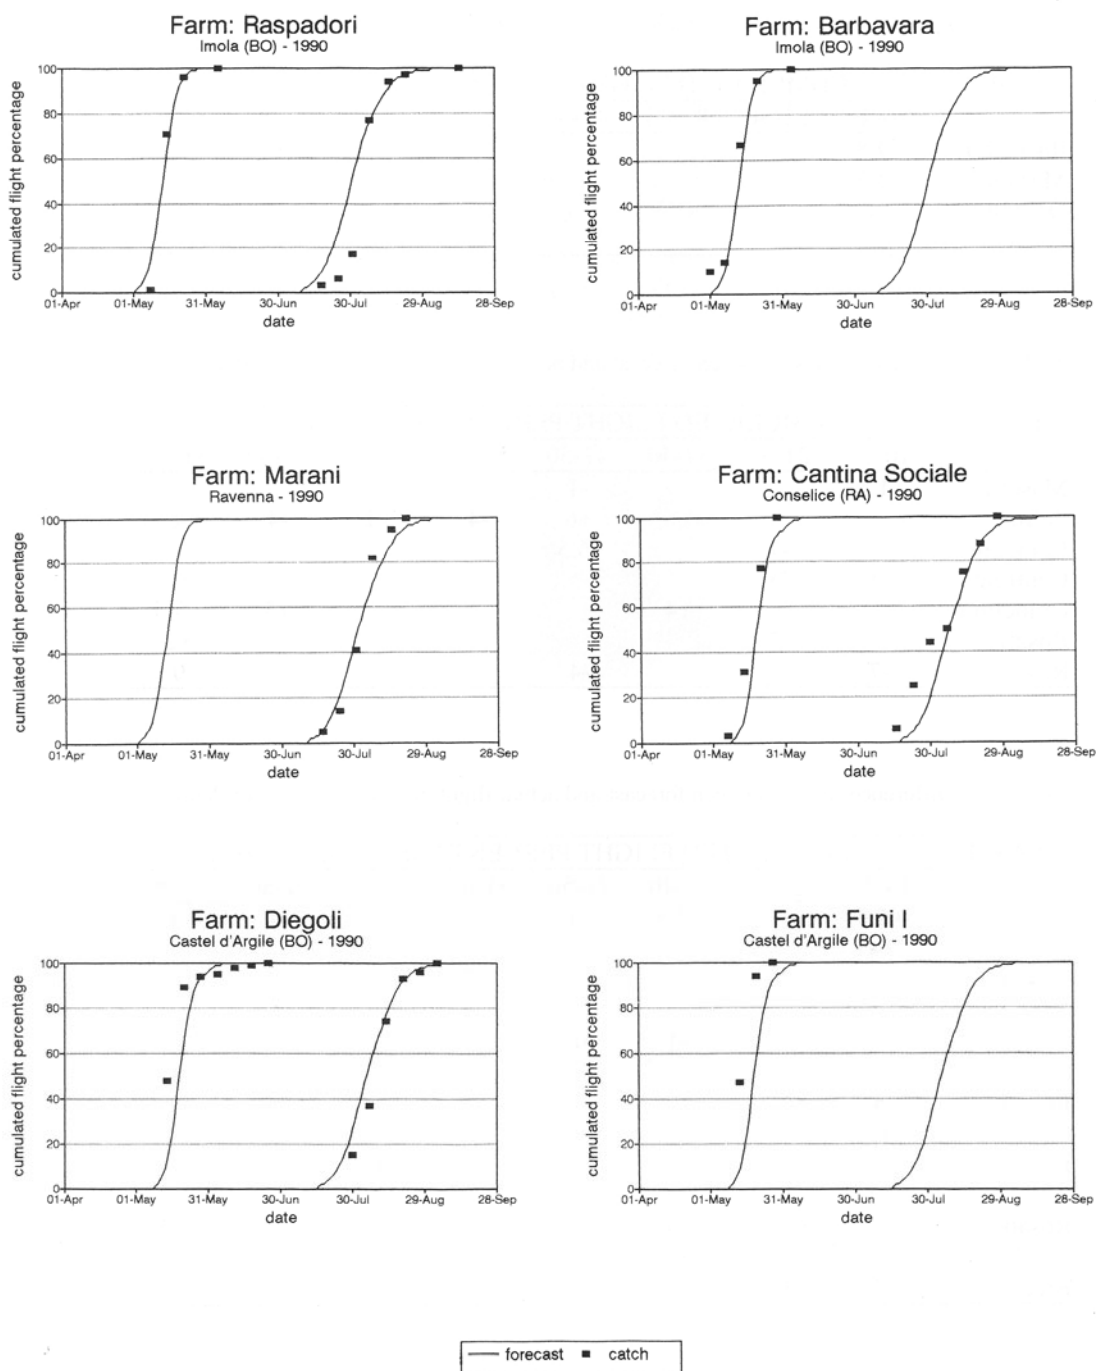 Farm: Raspadori
Imola (BO) - 1990
cumulated flight percentage
100
80
60
40
20
0
01-Apr 01-May 31-May 30-Jun 30-Jul 29-Aug 28-Sep
date
Farm: Barbavara
Imola (BO) - 1990
cumulated flight percentage
100
80
60
40
20
0
01-Apr 01-May 31-May 30-Jun 30-Jul 29-Aug 28-Sep
date
Farm: Marani
Ravenna - 1990
cumulated flight percentage
100
80
60
40
20
0
01-Apr 01-May 31-May 30-Jun 30-Jul 29-Aug 28-Sep
date
Farm: Cantina Sociale
Conselice (RA) - 1990
cumulated flight percentage
100
80
60
40
20
0
01-Apr 01-May 31-May 30-Jun 30-Jul 29-Aug 28-Sep
date
Farm: Diegoli
Castel d'Argile (BO) - 1990
cumulated flight percentage
100
80
60
40
20
0
01-Apr 01-May 31-May 30-Jun 30-Jul 29-Aug 28-Sep
date
Farm: Funi I
Castel d'Argile (BO) - 1990
cumulated flight percentage
100
80
60
40
20
0
01-Apr 01-May 31-May 30-Jun 30-Jul 29-Aug 28-Sep
date
forecast catch